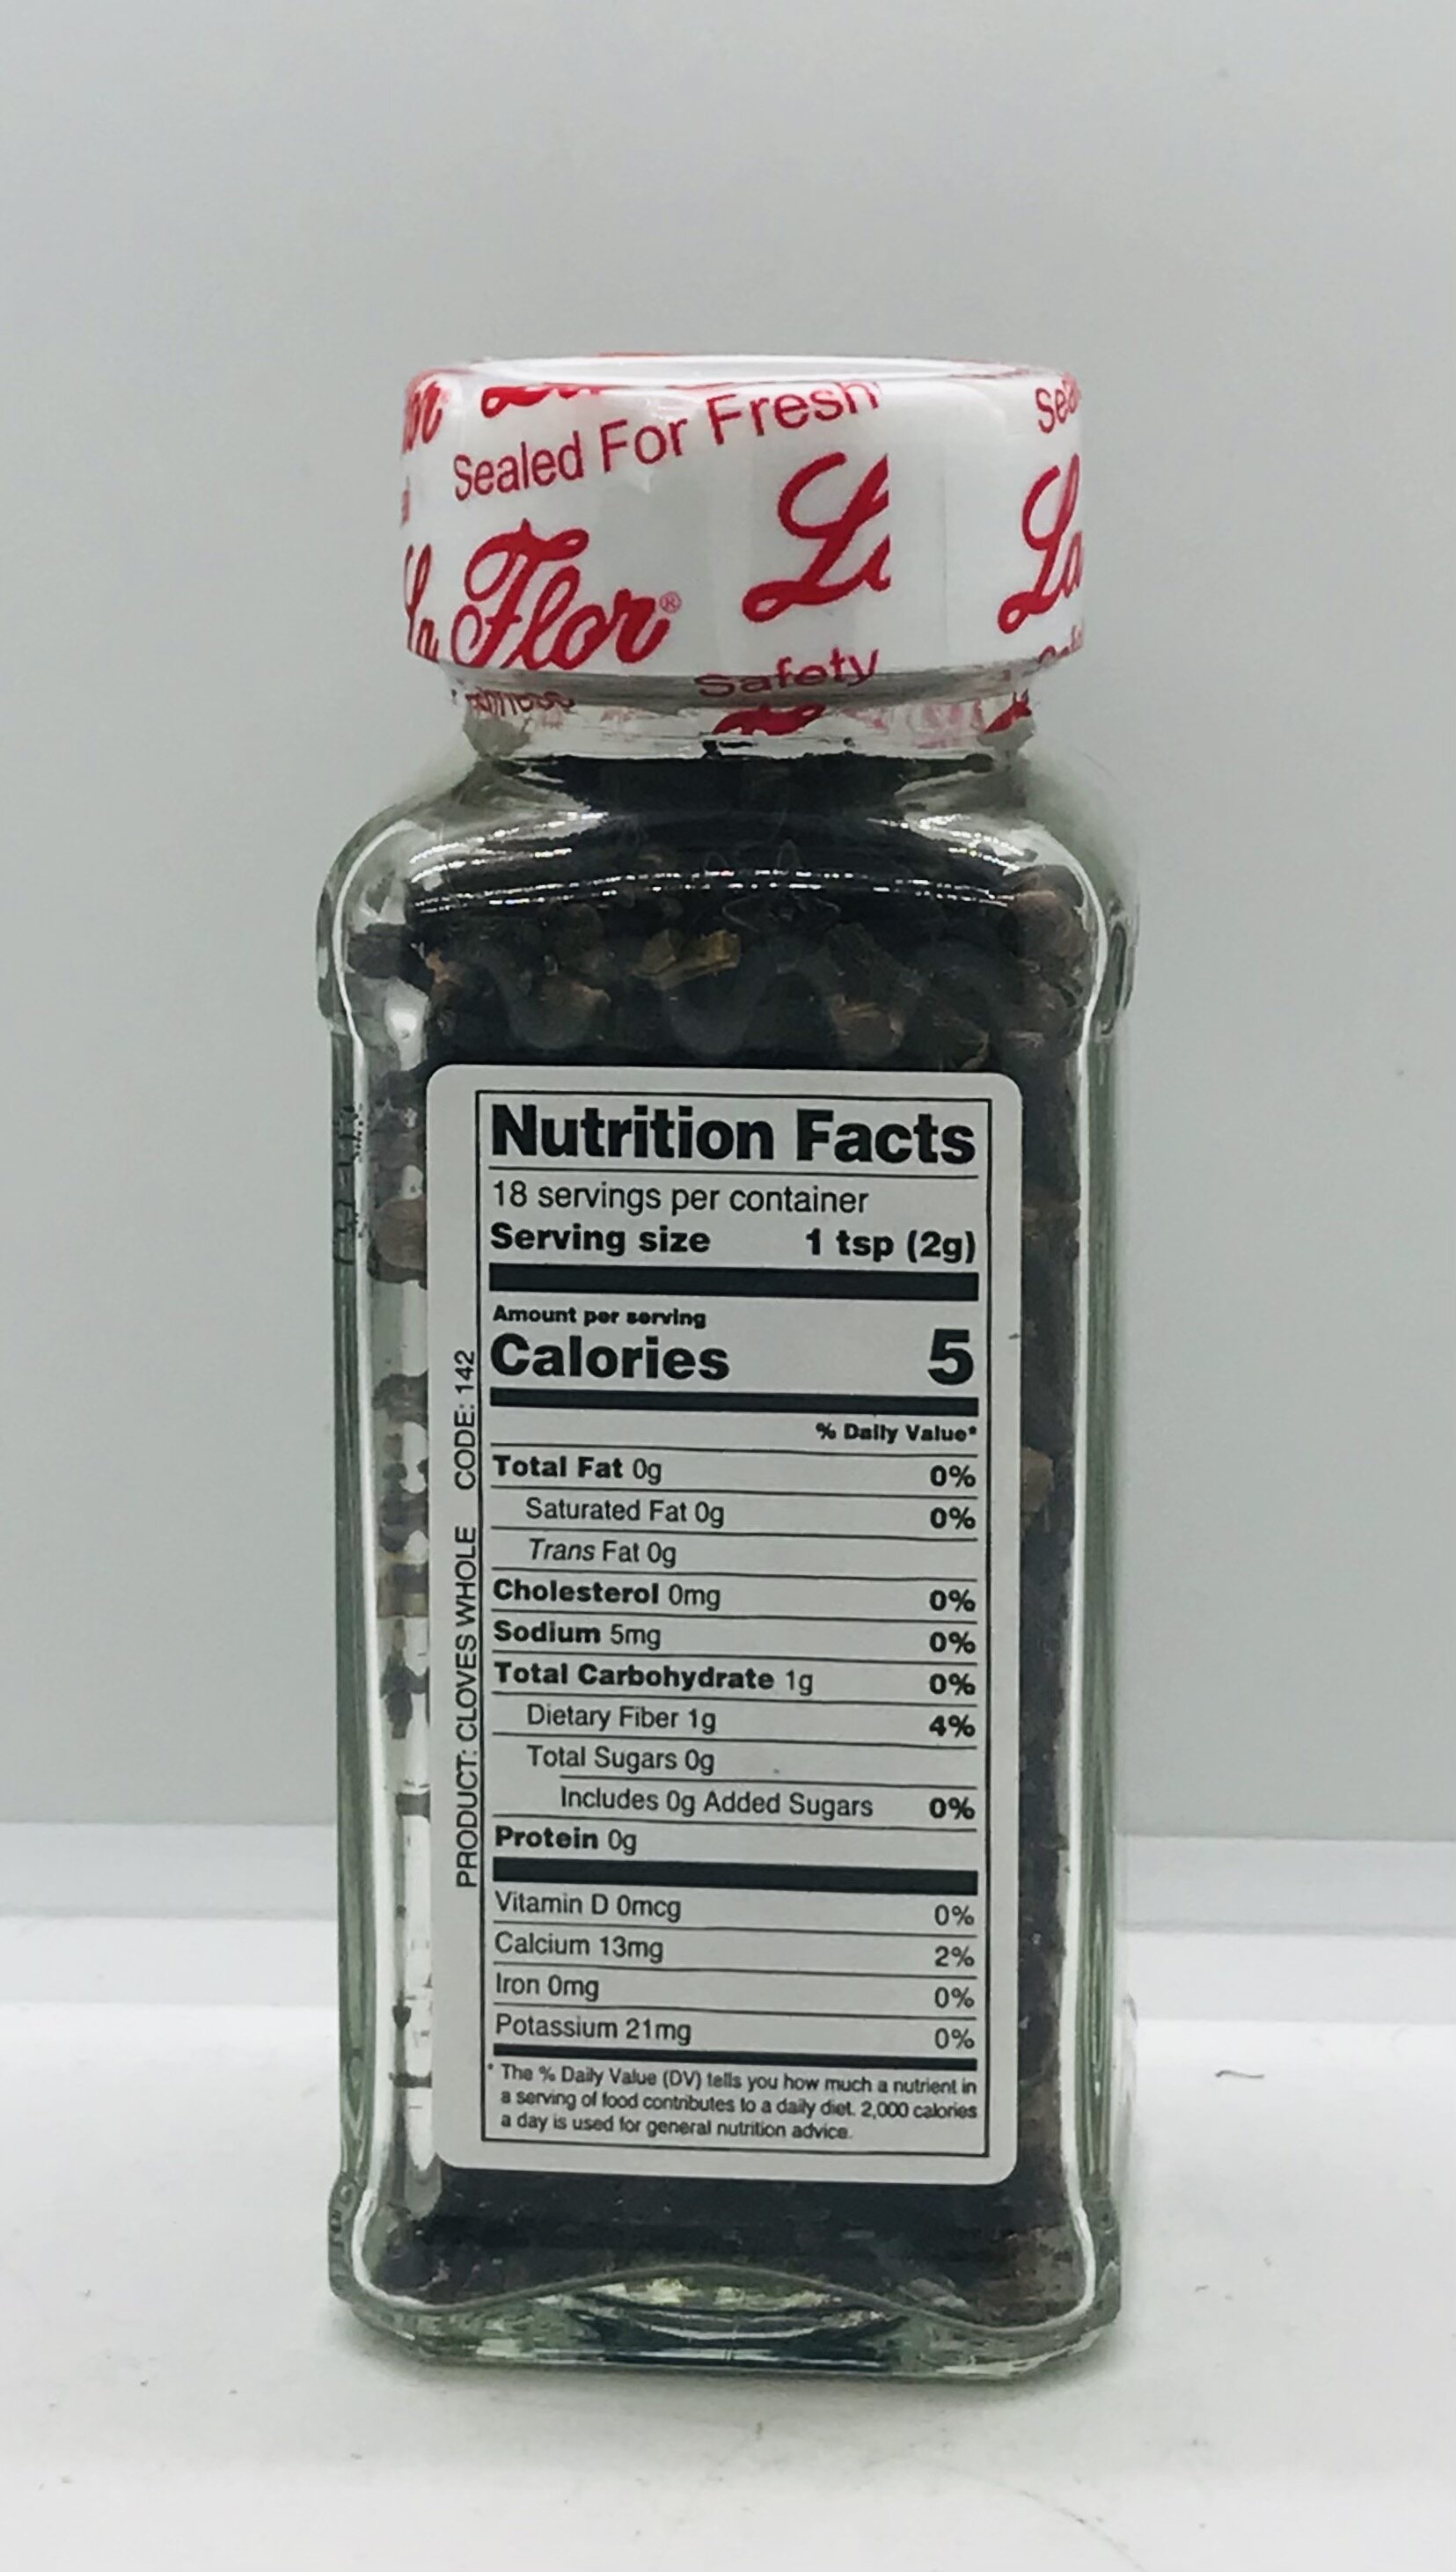 Sealed For Fresh
Flor®
La
Safety
Nutrition Facts
18 servings per container
Serving size 1 tsp (2g)
Amount per serving
Calories 5
% Daily Value*
Total Fat 0g 0%
Saturated Fat 0g 0%
Trans Fat 0g
Cholesterol 0mg 0%
Sodium 5mg 0%
Total Carbohydrate 1g 0%
Dietary Fiber 1g 4%
Total Sugars 0g
Includes 0g Added Sugars 0%
Protein 0g
Vitamin D 0mcg 0%
Calcium 13mg 2%
Iron 0mg 0%
Potassium 21mg 0%
* The % Daily Value (DV) tells you how much a nutrient in
a serving of food contributes to a daily diet. 2,000 calories
a day is used for general nutrition advice.
PRODUCT: CLOVES WHOLE CODE: 142